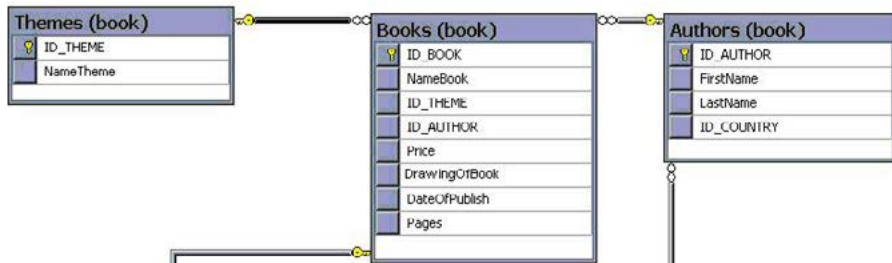 Themes (book)
ID_THEME
NameTheme
Books (book)
ID_BOOK
NameBook
ID_THEME
ID_AUTHOR
Price
DrawingOfBook
DateOfPublish
Pages
Authors (book)
ID_AUTHOR
FirstName
LastName
ID_COUNTRY